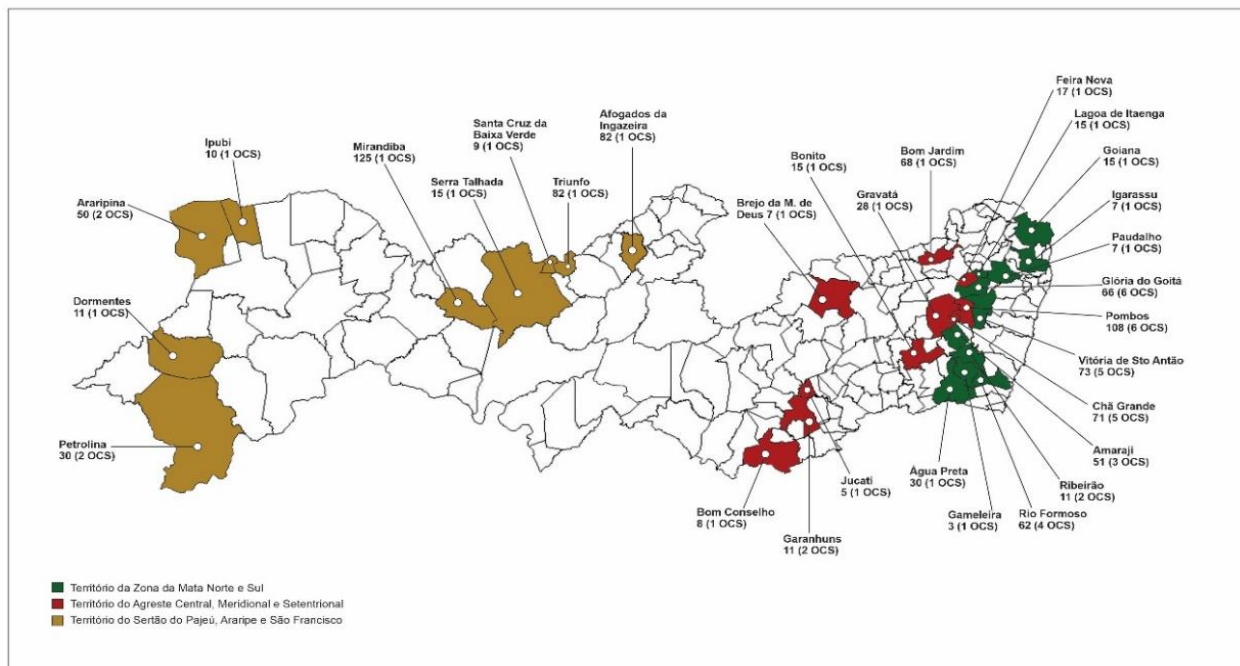 Feira Nova
17 (1 OCS)
Lagoa de Itaenga
15 (1 OCS)
Goiana
15 (1 OCS)
Igarassu
7 (1 OCS)
Paudalho
7 (1 OCS)
Glória do Goitá
66 (6 OCS)
Pombos
108 (6 OCS)
Vitória de Sto Antão
73 (5 OCS)
Chã Grande
71 (5 OCS)
Amaraji
51 (3 OCS)
Ribeirão
11 (2 OCS)
Rio Formoso
62 (4 OCS)
Gameleira
3 (1 OCS)
Água Preta
30 (1 OCS)
Bom Jardim
68 (1 OCS)
Gravatá
28 (1 OCS)
Bonito
15 (1 OCS)
Brejo da M. de
Deus 7 (1 OCS)
Jucati
5 (1 OCS)
Garanhuns
11 (2 OCS)
Bom Conselho
8 (1 OCS)
Afogados da
Ingazeira
82 (1 OCS)
Triunfo
82 (1 OCS)
Santa Cruz da
Baixa Verde
9 (1 OCS)
Serra Talhada
15 (1 OCS)
Mirandiba
125 (1 OCS)
Ipubi
10 (1 OCS)
Araripina
50 (2 OCS)
Dormentes
11 (1 OCS)
Petrolina
30 (2 OCS)
Território da Zona da Mata Norte e Sul
Território do Agreste Central, Meridional e Setentrional
Território do Sertão do Pajeú, Araripe e São Francisco